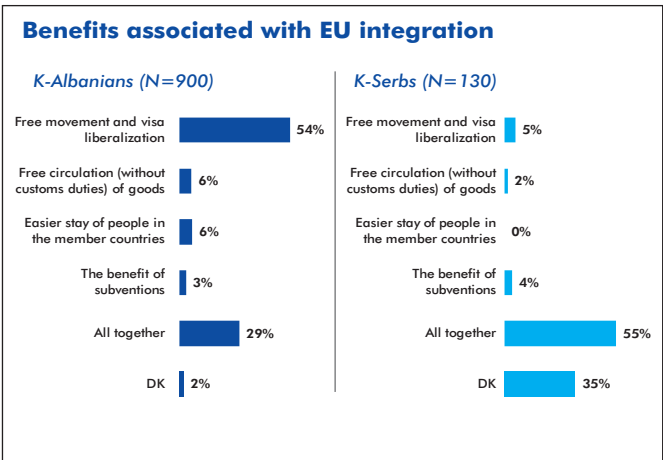 Benefits associated with EU integration
K-Albanians (N=900)
Free movement and visa
liberalization
54%
Free circulation (without
customs duties) of goods
6%
Easier stay of people in
the member countries
6%
The benefit of
subventions
3%
All together
29%
DK
2%
K-Serbs (N=130)
Free movement and visa
liberalization
5%
Free circulation (without
customs duties) of goods
2%
Easier stay of people in
the member countries
0%
The benefit of
subventions
4%
All together
55%
DK
35%